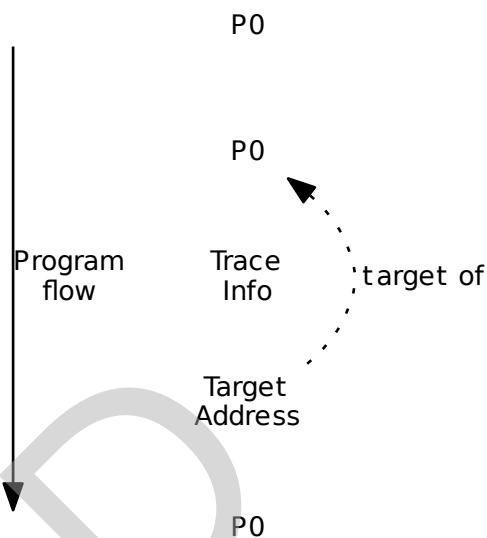 P0
P0
Program
flow
Trace
Info
target of
Target
Address
P0